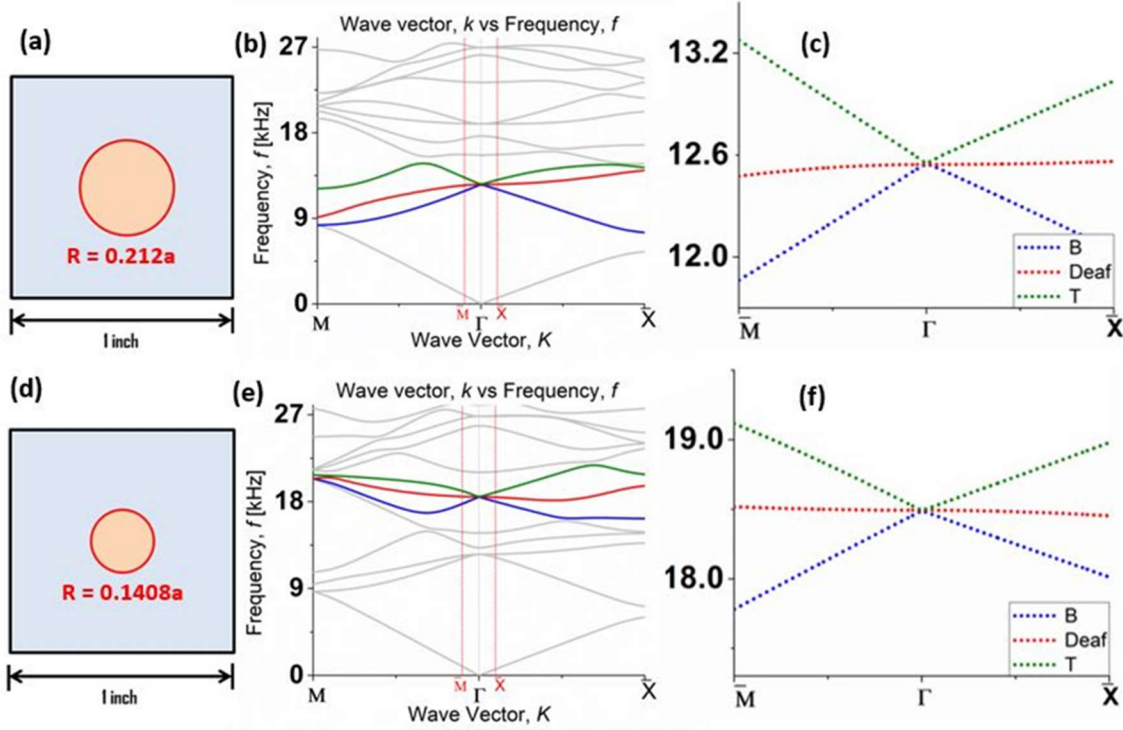 (a)
R = 0.212a
1 inch
(b)
Wave vector, k vs Frequency, f
27
18
9
0
Frequency, f [kHz]
M
M̄
Γ
X̄
X̄
Wave Vector, K
(c)
13.2
12.6
12.0
B
Deaf
T
M̄
Γ
X̄
(d)
R = 0.1408a
1 inch
(e)
Wave vector, k vs Frequency, f
27
18
9
0
Frequency, f [kHz]
M
M̄
Γ
X̄
X̄
Wave Vector, K
(f)
19.0
18.0
B
Deaf
T
M̄
Γ
X̄